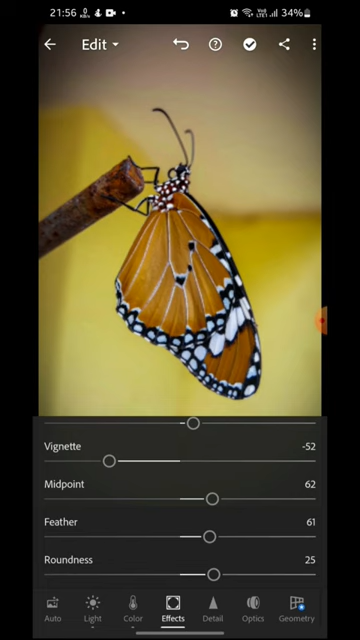 21:56
34%
Edit
Vignette -52
Midpoint 62
Feather 61
Roundness 25
Auto Light Color Effects Detail Optics Geometry